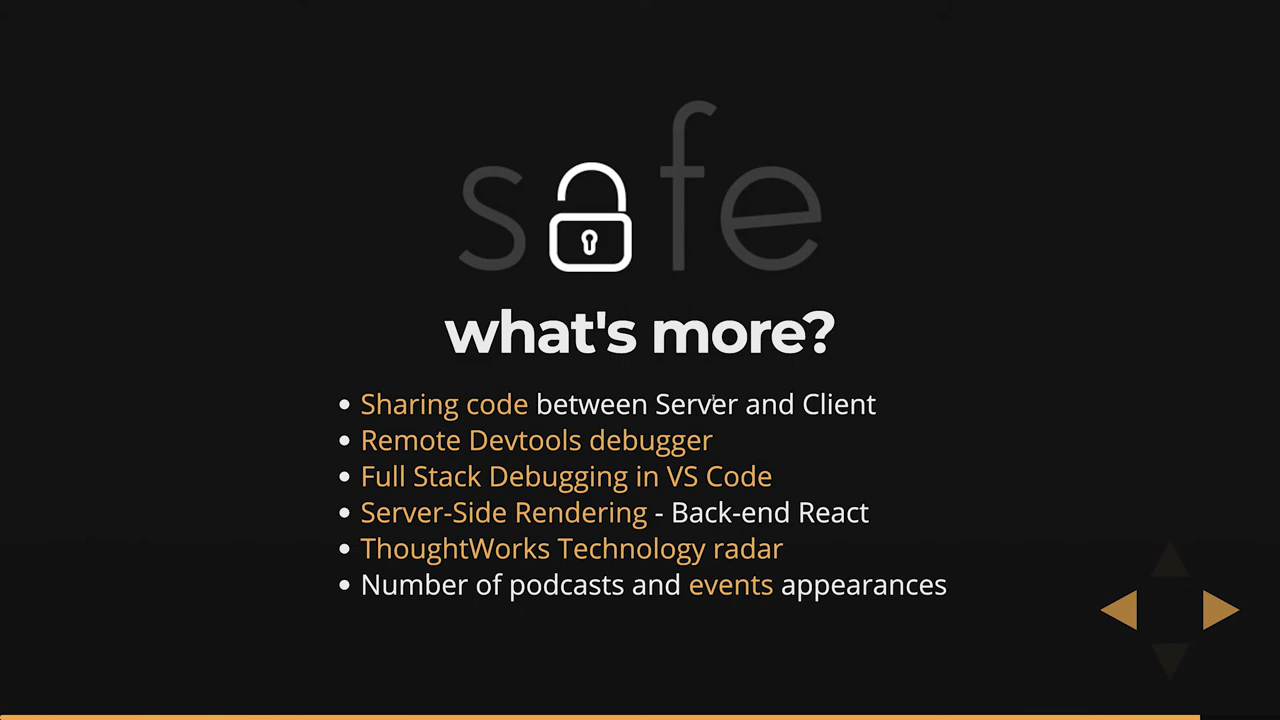 safe
what's more?
Sharing code between Server and Client
Remote Devtools debugger
Full Stack Debugging in VS Code
Server-Side Rendering - Back-end React
ThoughtWorks Technology radar
Number of podcasts and events appearances